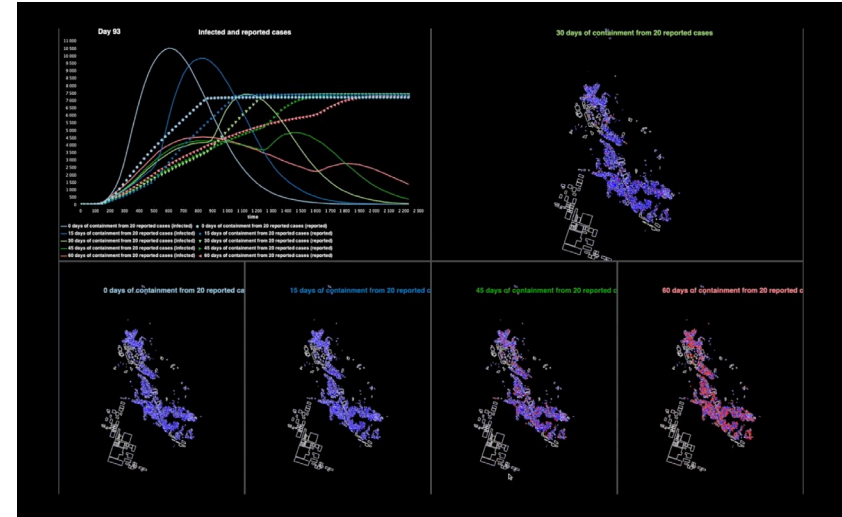 Day 93
Infected and reported cases
11 000
10 500
10 000
9 500
9 000
8 500
8 000
7 500
7 000
6 500
6 000
5 500
5 000
4 500
4 000
3 500
3 000
2 500
2 000
1 500
1 000
500
0
0 100 200 300 400 500 600 700 800 900 1 000 1 100 1 200 1 300 1 400 1 500 1 600 1 700 1 800 1 900 2 000 2 100 2 200 2 300
time
0 days of containment from 20 reported cases (infected) 0 days of containment from 20 reported cases (reported)
15 days of containment from 20 reported cases (infected) 15 days of containment from 20 reported cases (reported)
30 days of containment from 20 reported cases (infected) 30 days of containment from 20 reported cases (reported)
45 days of containment from 20 reported cases (infected) 45 days of containment from 20 reported cases (reported)
60 days of containment from 20 reported cases (infected) 60 days of containment from 20 reported cases (reported)
30 days of containment from 20 reported cases
0 days of containment from 20 reported ca
15 days of containment from 20 reported c
45 days of containment from 20 reported c
60 days of containment from 20 reported c